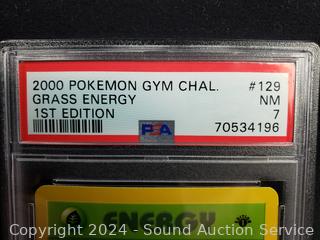 2000 POKEMON GYM CHAL. #129
GRASS ENERGY NM
1ST EDITION 7
PSA 70534196
ENERGY
Copyright 2024 - Sound Auction Service